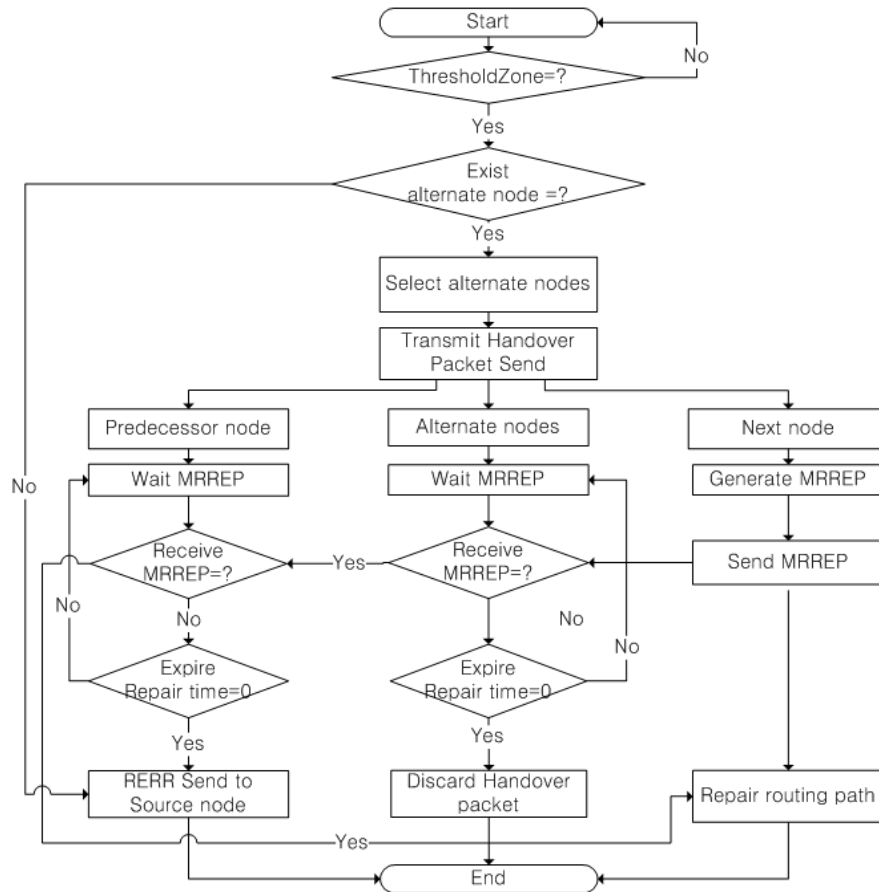 Start
No
ThresholdZone=?
Yes
Exist
alternate node =?
Yes
Select alternate nodes
Transmit Handover
Packet Send
Predecessor node
Alternate nodes
Next node
No
Wait MRREP
Wait MRREP
Generate MRREP
Receive
MRREP=?
Yes
Receive
MRREP=?
Send MRREP
No
No
No
No
Expire
Repair time=0
Expire
Repair time=0
Yes
Yes
RERR Send to
Source node
Discard Handover
packet
Repair routing path
Yes
End